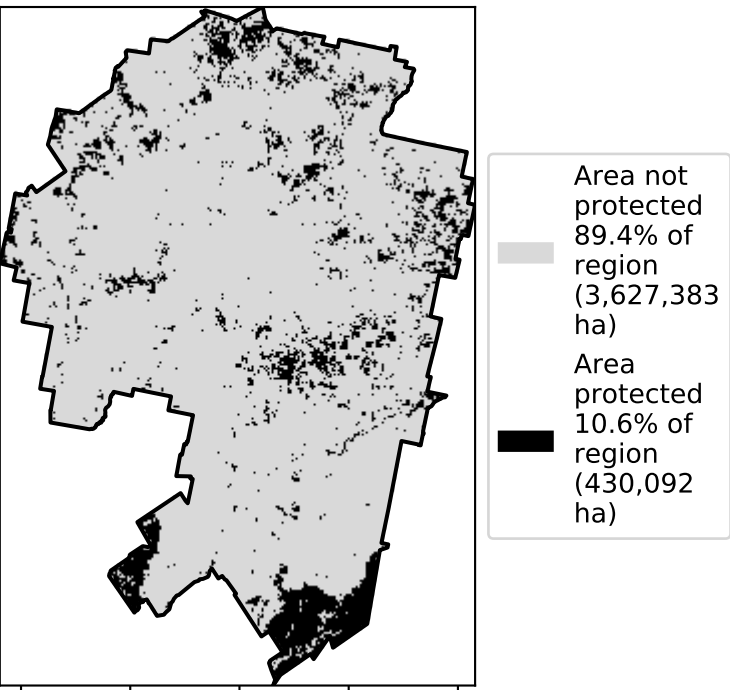 Area not
protected
89.4% of
region
(3,627,383
ha)
Area
protected
10.6% of
region
(430,092
ha)